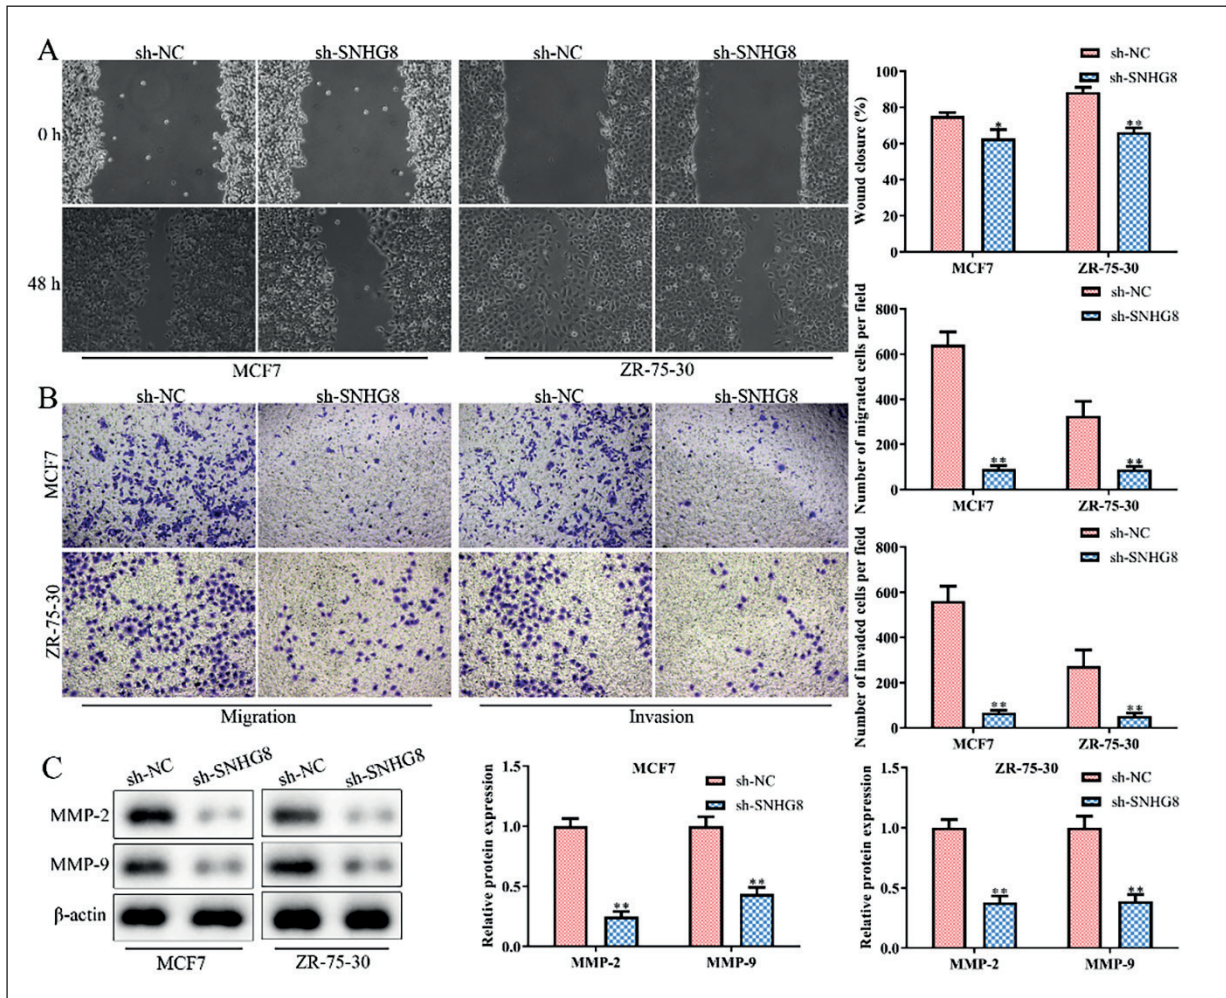 A
sh-NC
sh-SNHG8
sh-NC
sh-SNHG8
0 h
48 h
MCF7
ZR-75-30
sh-NC
sh-SNHG8
Wound closure (%)
100
80
60
40
20
0
*
**
MCF7
ZR-75-30
B
sh-NC
sh-SNHG8
sh-NC
sh-SNHG8
MCF7
ZR-75-30
Migration
Invasion
sh-NC
sh-SNHG8
Number of migrated cells per field
800
600
400
200
0
**
**
MCF7
ZR-75-30
sh-NC
sh-SNHG8
Number of invaded cells per field
800
600
400
200
0
**
**
MCF7
ZR-75-30
C
sh-NC
sh-SNHG8
sh-NC
sh-SNHG8
MMP-2
MMP-9
β-actin
MCF7
ZR-75-30
MCF7
sh-NC
sh-SNHG8
Relative protein expression
1.5
1.0
0.5
0.0
**
**
MMP-2
MMP-9
ZR-75-30
sh-NC
sh-SNHG8
Relative protein expression
1.5
1.0
0.5
0.0
**
**
MMP-2
MMP-9